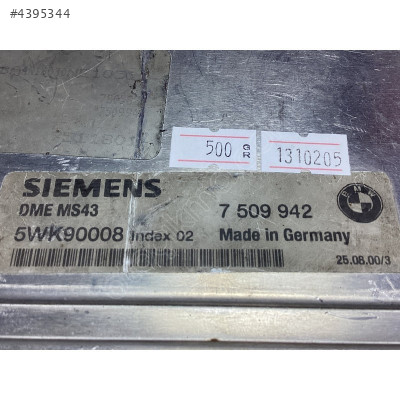 #4395344
500 GR
1310205
SIEMENS
DME MS43
7 509 942
BMW
5WK90008 Index 02
Made in Germany
25.08.00/3